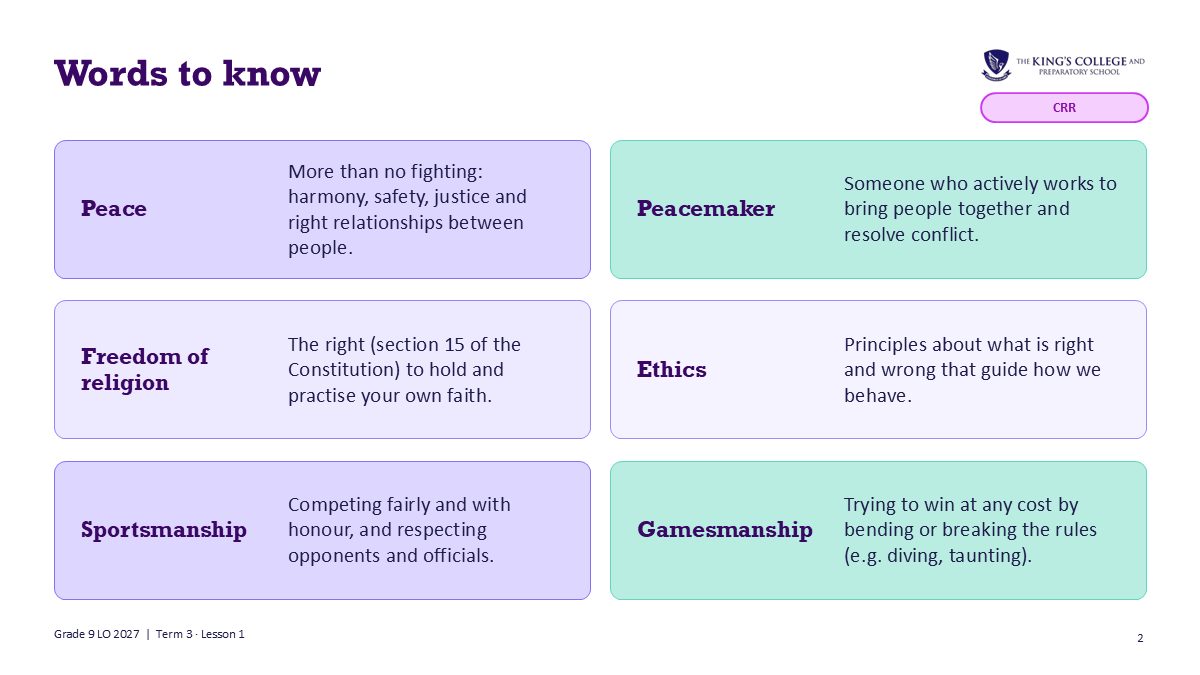 Words to know
THE KING'S COLLEGE AND
PREPARATORY SCHOOL
CRR
Peace
More than no fighting:
harmony, safety, justice and
right relationships between
people.
Peacemaker
Someone who actively works to
bring people together and
resolve conflict.
Freedom of
religion
The right (section 15 of the
Constitution) to hold and
practise your own faith.
Ethics
Principles about what is right
and wrong that guide how we
behave.
Sportsmanship
Competing fairly and with
honour, and respecting
opponents and officials.
Gamesmanship
Trying to win at any cost by
bending or breaking the rules
(e.g. diving, taunting).
Grade 9 LO 2027 | Term 3 · Lesson 1
2